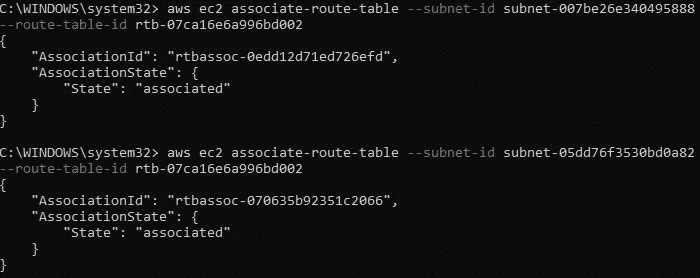 C:\WINDOWS\system32> aws ec2 associate-route-table --subnet-id subnet-007be26e340495888
--route-table-id rtb-07ca16e6a996bd002
{
    "AssociationId": "rtbassoc-0edd12d71ed726efd",
    "AssociationState": {
        "State": "associated"
    }
}

C:\WINDOWS\system32> aws ec2 associate-route-table --subnet-id subnet-05dd76f3530bd0a82
--route-table-id rtb-07ca16e6a996bd002
{
    "AssociationId": "rtbassoc-070635b92351c2066",
    "AssociationState": {
        "State": "associated"
    }
}